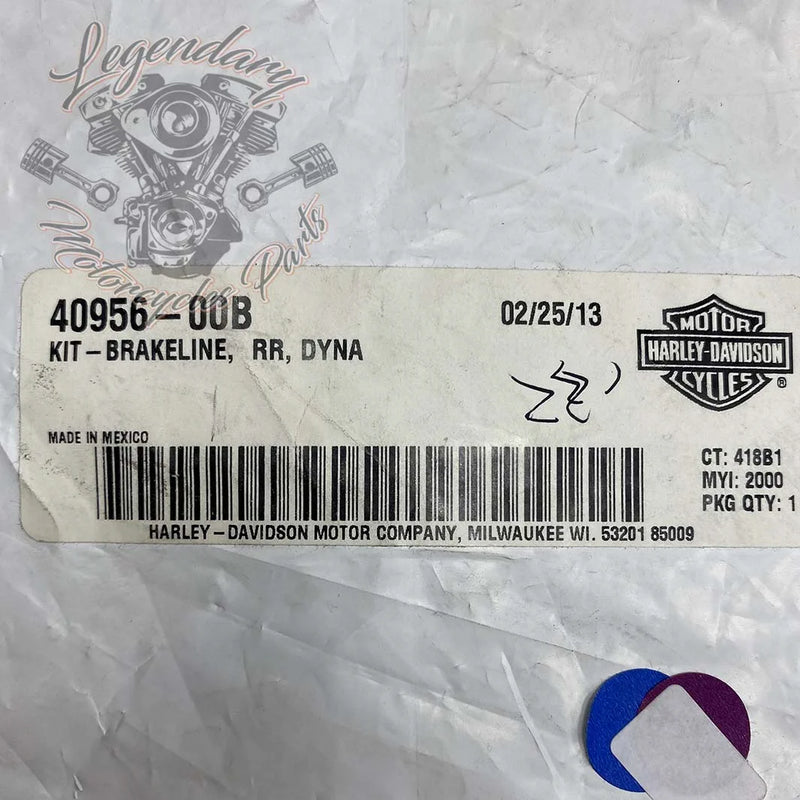 Legendary
Motorcycles Parts
40956-00B
02/25/13
KIT-BRAKELINE, RR, DYNA
MOTOR
HARLEY-DAVIDSON
CYCLES®
MADE IN MEXICO
CT: 418B1
MYI: 2000
PKG QTY: 1
HARLEY-DAVIDSON MOTOR COMPANY, MILWAUKEE WI. 53201 85009